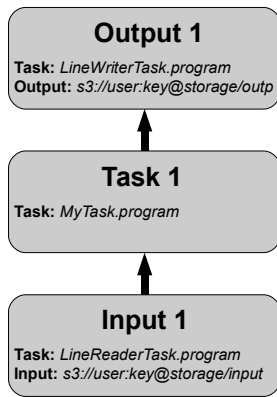 Output 1
Task: LineWriterTask.program
Output: s3://user:key@storage/outp
Task 1
Task: MyTask.program
Input 1
Task: LineReaderTask.program
Input: s3://user:key@storage/input